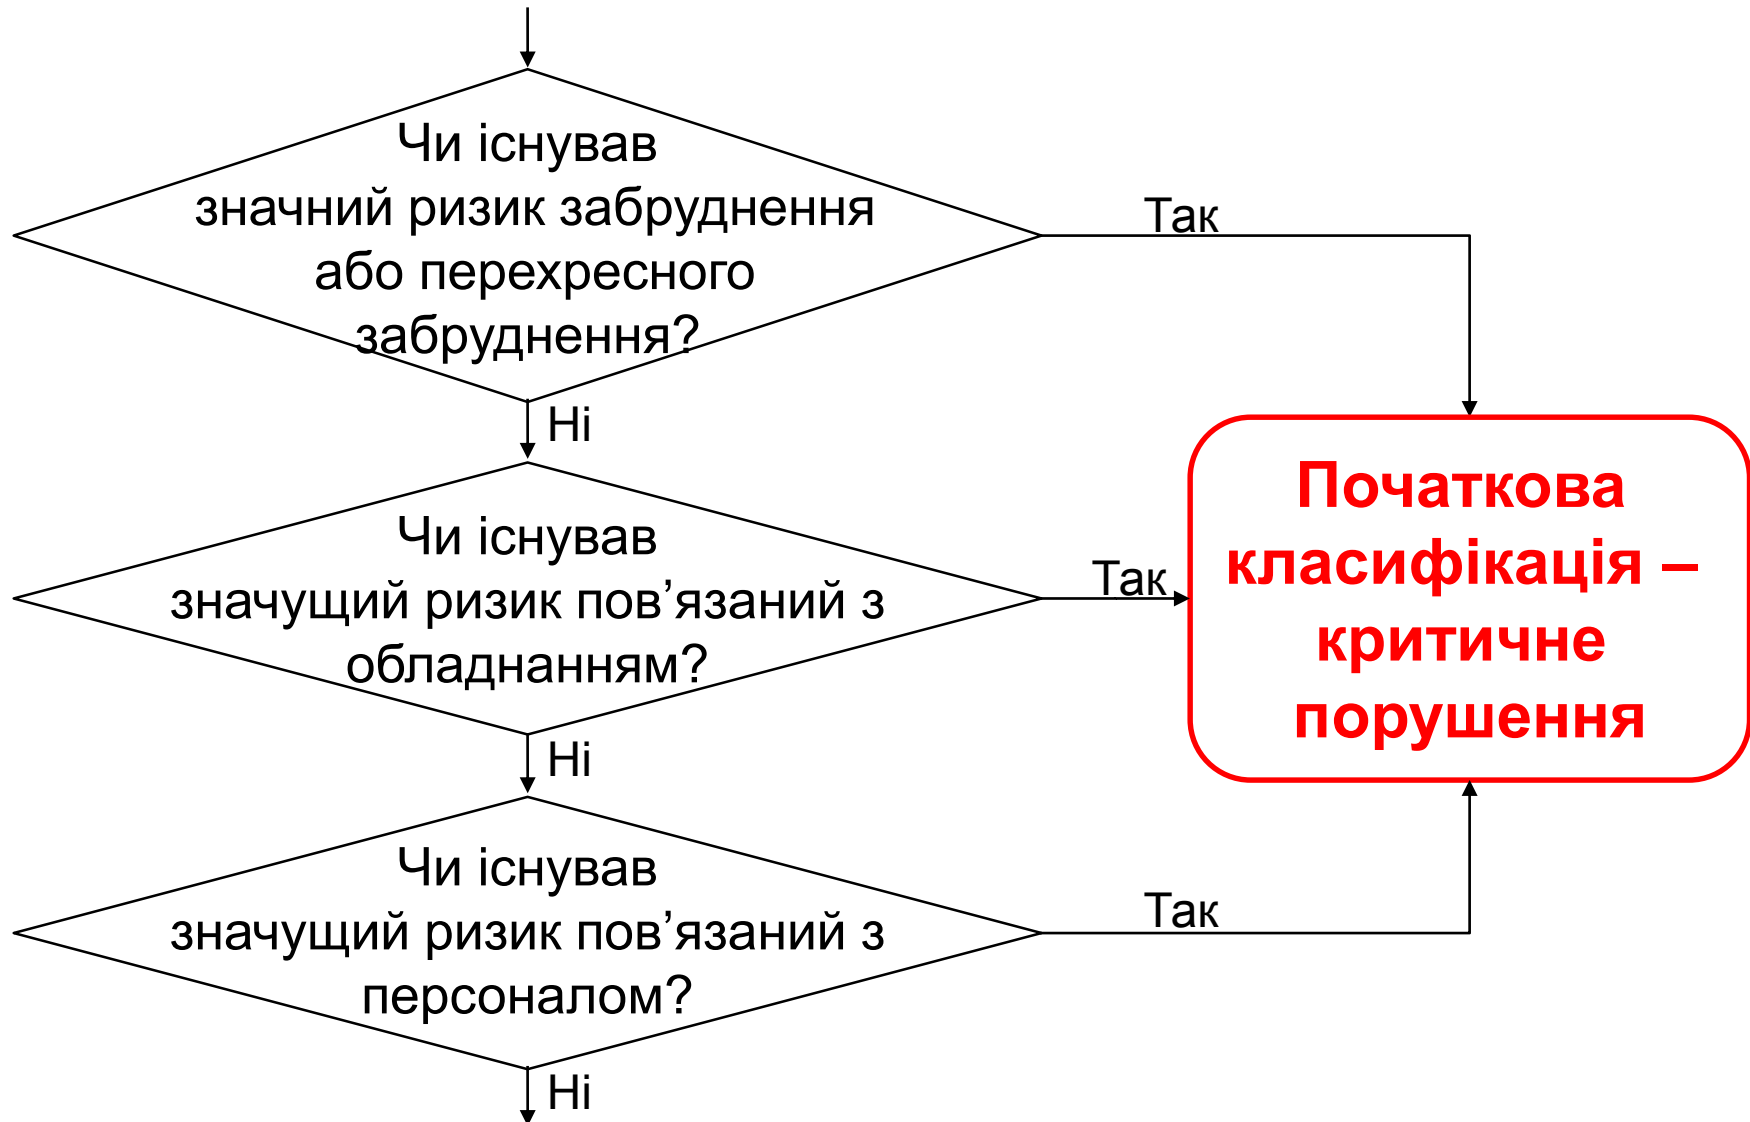 Чи існував
значний ризик забруднення
або перехресного
забруднення?
Так
Ні
Чи існував
значущий ризик пов’язаний з
обладнанням?
Так
Початкова
класифікація –
критичне
порушення
Ні
Чи існував
значущий ризик пов’язаний з
персоналом?
Так
Ні